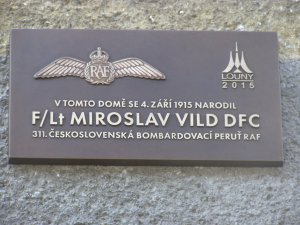 RAF
LOUNY
2015
V TOMTO DOMĚ SE 4. ZÁŘÍ 1915 NARODIL
F/Lt MIROSLAV VILD DFC
311. ČESKOSLOVENSKÁ BOMBARDOVACÍ PERUŤ RAF